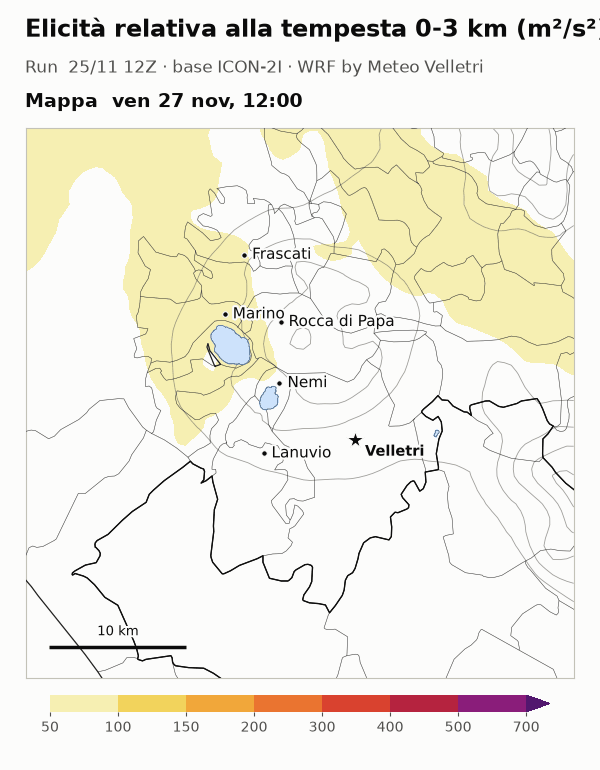 Elicità relativa alla tempesta 0-3 km (m²/s²)
Run  25/11 12Z · base ICON-2I · WRF by Meteo Velletri
Mappa  ven 27 nov, 12:00
Frascati
Marino
Rocca di Papa
Nemi
Velletri
Lanuvio
10 km
50 100 150 200 300 400 500 700